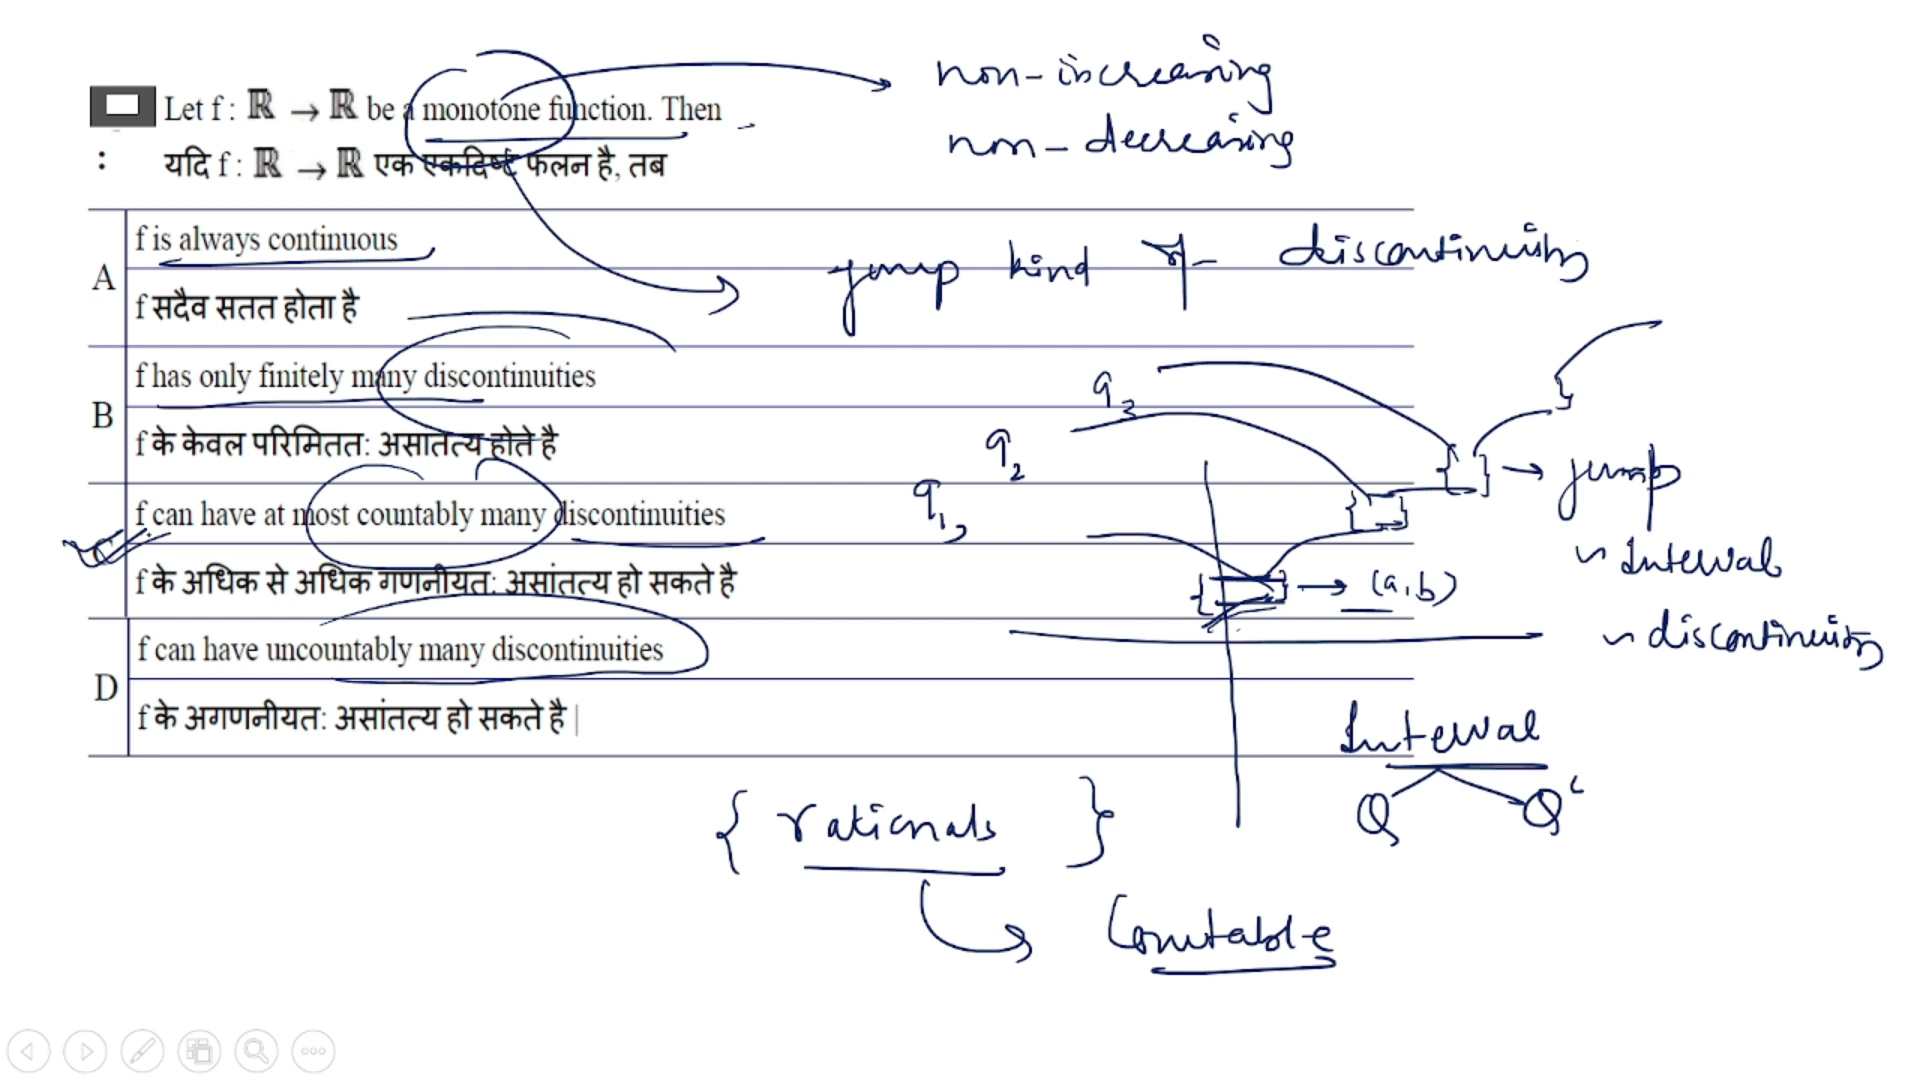 Let f : ℝ → ℝ be a monotone function. Then
: यदि f : ℝ → ℝ एक एकदिष्ट फलन है, तब
A
f is always continuous
f सदैव सतत होता है
B
f has only finitely many discontinuities
f के केवल परिमितत: असातत्य होते है
C
f can have at most countably many discontinuities
f के अधिक से अधिक गणनीयत: असांतत्य हो सकते है
D
f can have uncountably many discontinuities
f के अगणनीयत: असांतत्य हो सकते है |
non-increasing
non-decreasing
jump kind of discontinuity
q3
q2
q1,
jump
(a,b)
~ Interval
~ discontinuity
Interval
Q Qᶜ
{ rationals }
Countable